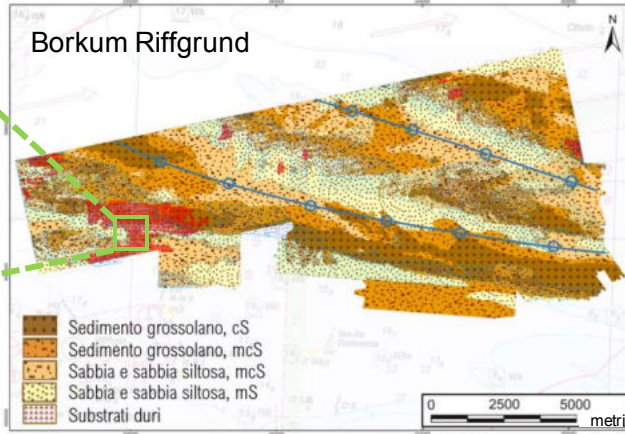 Borkum Riffgrund
N
Sedimento grossolano, cS
Sedimento grossolano, mcS
Sabbia e sabbia siltosa, mcS
Sabbia e sabbia siltosa, mS
Substrati duri
0 2500 5000
metri